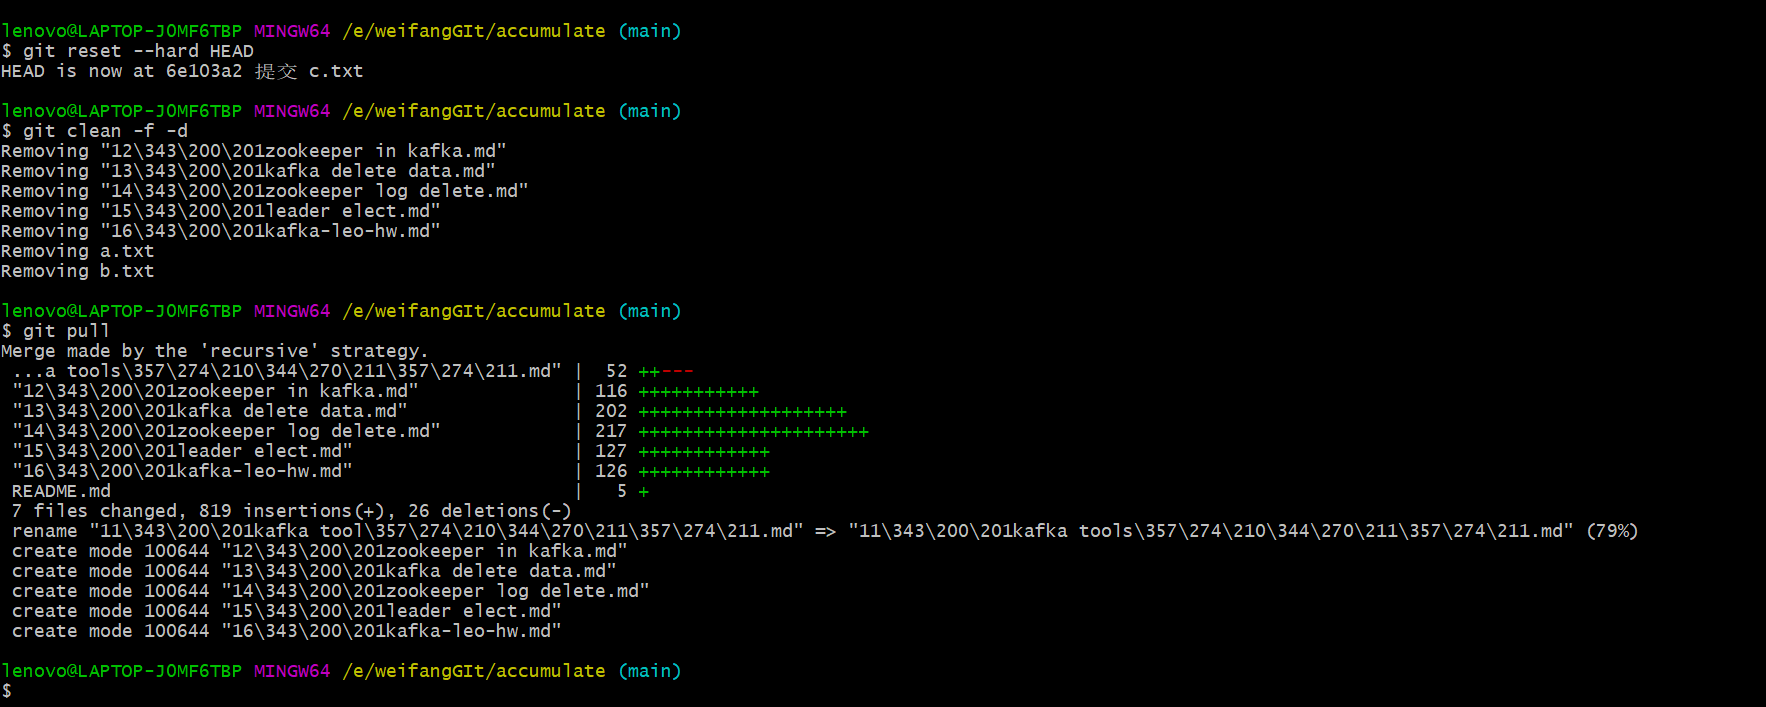 lenovo@LAPTOP-J0MF6TBP MINGW64 /e/weifangGIt/accumulate (main)
$ git reset --hard HEAD
HEAD is now at 6e103a2 提交 c.txt
lenovo@LAPTOP-J0MF6TBP MINGW64 /e/weifangGIt/accumulate (main)
$ git clean -f -d
Removing "12\343\200\201zookeeper in kafka.md"
Removing "13\343\200\201kafka delete data.md"
Removing "14\343\200\201zookeeper log delete.md"
Removing "15\343\200\201leader elect.md"
Removing "16\343\200\201kafka-leo-hw.md"
Removing a.txt
Removing b.txt
lenovo@LAPTOP-J0MF6TBP MINGW64 /e/weifangGIt/accumulate (main)
$ git pull
Merge made by the 'recursive' strategy.
...a tools\357\274\210\344\270\211\357\274\211.md" | 52 ++---
"12\343\200\201zookeeper in kafka.md" | 116 +++++++++++
"13\343\200\201kafka delete data.md" | 202 +++++++++++++++++++
"14\343\200\201zookeeper log delete.md" | 217 +++++++++++++++++++++
"15\343\200\201leader elect.md" | 127 ++++++++++++
"16\343\200\201kafka-leo-hw.md" | 126 ++++++++++++
README.md | 5 +
7 files changed, 819 insertions(+), 26 deletions(-)
rename "11\343\200\201kafka tool\357\274\210\344\270\211\357\274\211.md" => "11\343\200\201kafka tools\357\274\210\344\270\211\357\274\211.md" (79%)
create mode 100644 "12\343\200\201zookeeper in kafka.md"
create mode 100644 "13\343\200\201kafka delete data.md"
create mode 100644 "14\343\200\201zookeeper log delete.md"
create mode 100644 "15\343\200\201leader elect.md"
create mode 100644 "16\343\200\201kafka-leo-hw.md"
lenovo@LAPTOP-J0MF6TBP MINGW64 /e/weifangGIt/accumulate (main)
$